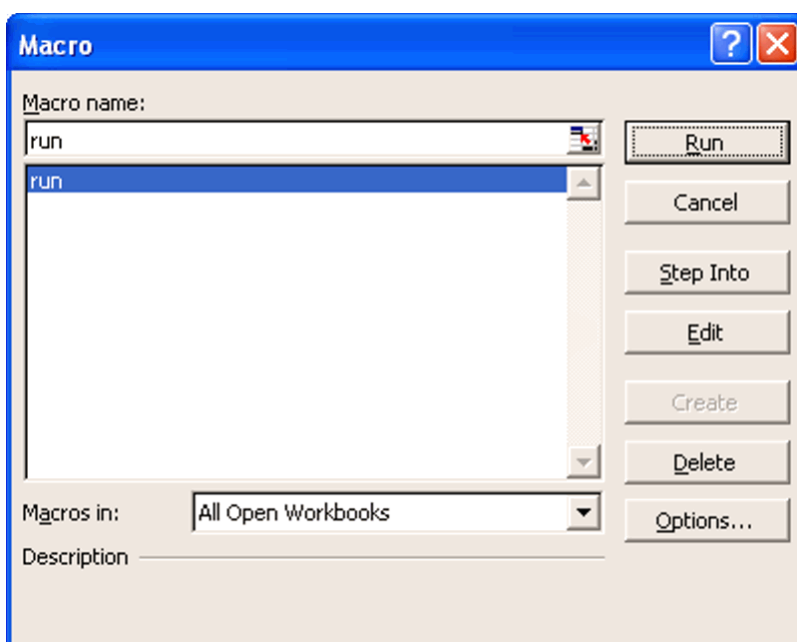 Macro
Macro name:
run
Run
run
Cancel
Step Into
Edit
Create
Delete
Macros in:
All Open Workbooks
Options...
Description